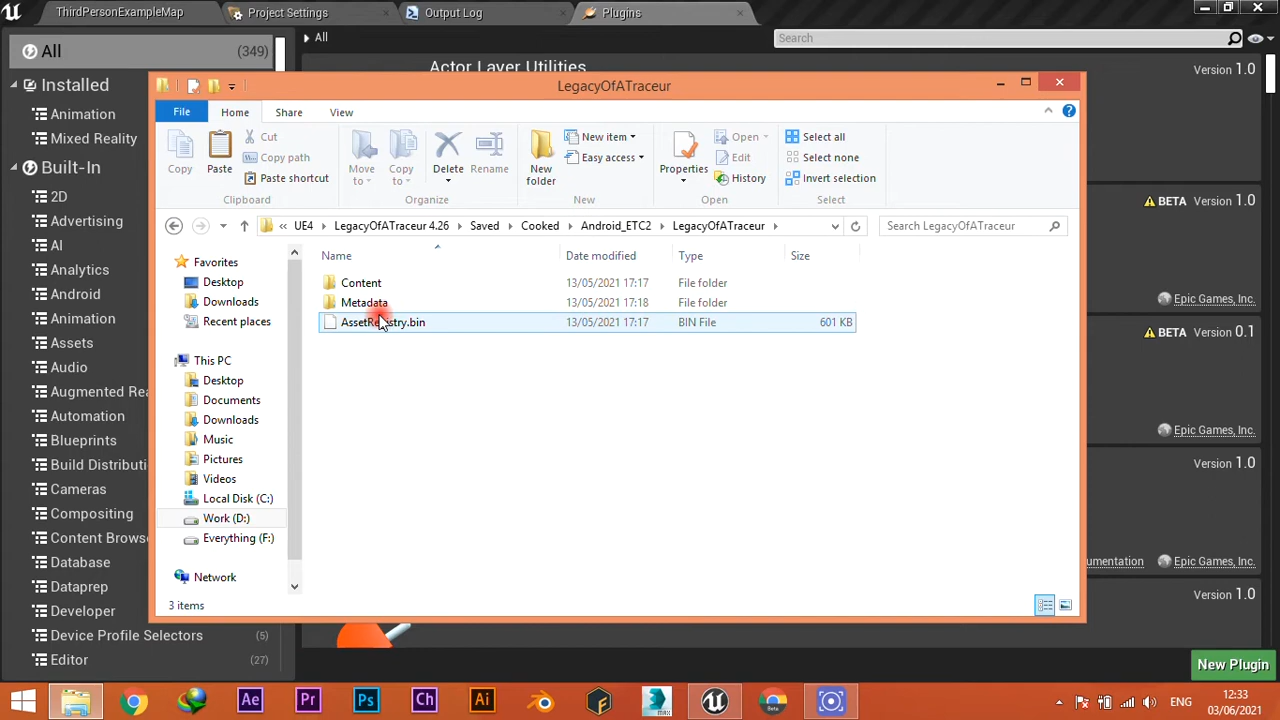 ThirdPersonExampleMap
Project Settings
Output Log
Plugins
All
(349)
All
Search
Installed
Animation
Mixed Reality
Built-In
2D
Advertising
AI
Analytics
Android
Animation
Assets
Audio
Augmented Rea
Automation
Blueprints
Build Distributi
Cameras
Compositing
Content Browse
Database
Dataprep
Developer
Device Profile Selectors
(5)
Editor
(27)
Actor Layer Utilities
Version 1.0
BETA
Version 1.0
Epic Games, Inc.
BETA
Version 0.1
Epic Games, Inc.
Version 1.0
umentation
Epic Games, Inc.
Version 1.0
New Plugin
LegacyOfATraceur
File
Home
Share
View
Copy
Paste
Cut
Copy path
Paste shortcut
Clipboard
Move to
Copy to
Delete
Rename
Organize
New folder
New item
Easy access
New
Properties
Open
Edit
History
Open
Select all
Select none
Invert selection
Select
UE4
LegacyOfATraceur 4.26
Saved
Cooked
Android_ETC2
LegacyOfATraceur
Search LegacyOfATraceur
Favorites
Desktop
Downloads
Recent places
This PC
Desktop
Documents
Downloads
Music
Pictures
Videos
Local Disk (C:)
Work (D:)
Everything (F:)
Network
Name
Date modified
Type
Size
Content
13/05/2021 17:17
File folder
Metadata
13/05/2021 17:18
File folder
AssetRegistry.bin
13/05/2021 17:17
BIN File
601 KB
3 items
Ae
Pr
Ps
Ch
Ai
MAX
Beta
ENG
12:33
03/06/2021